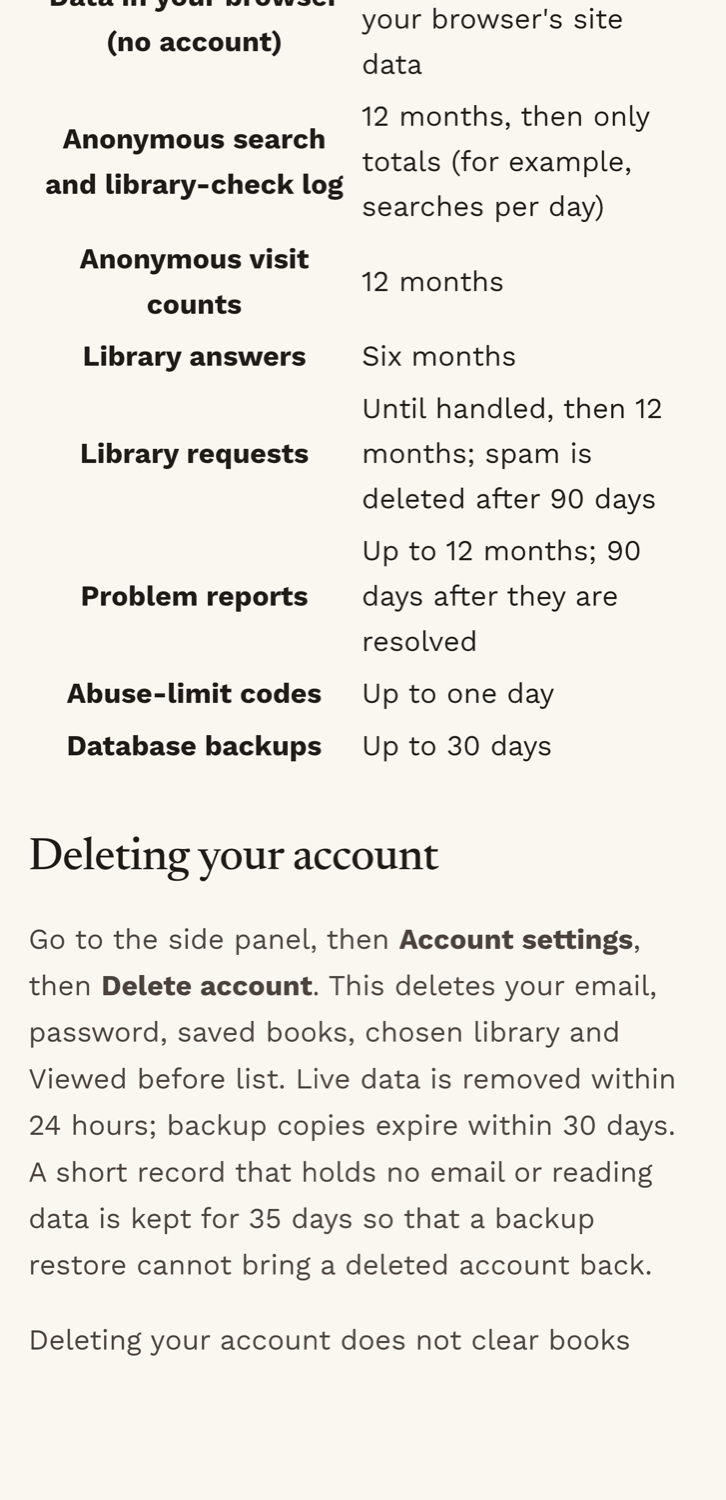 Data in your browser
(no account)
your browser's site
data
Anonymous search
and library-check log
12 months, then only
totals (for example,
searches per day)
Anonymous visit
counts
12 months
Library answers
Six months
Library requests
Until handled, then 12
months; spam is
deleted after 90 days
Problem reports
Up to 12 months; 90
days after they are
resolved
Abuse-limit codes
Up to one day
Database backups
Up to 30 days
Deleting your account
Go to the side panel, then Account settings,
then Delete account. This deletes your email,
password, saved books, chosen library and
Viewed before list. Live data is removed within
24 hours; backup copies expire within 30 days.
A short record that holds no email or reading
data is kept for 35 days so that a backup
restore cannot bring a deleted account back.
Deleting your account does not clear books